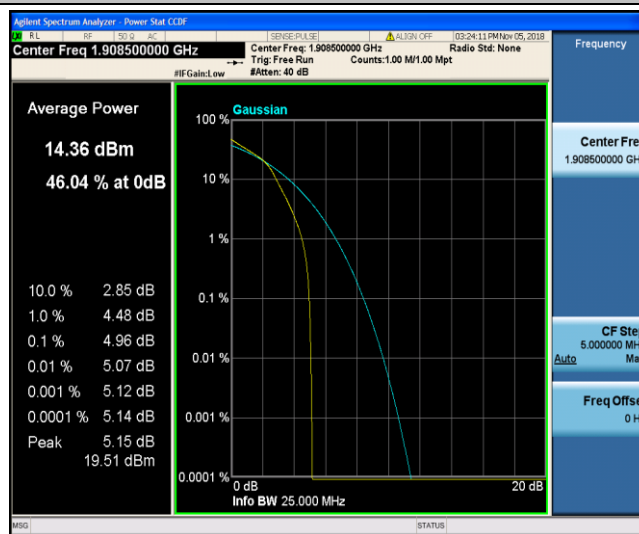 Agilent Spectrum Analyzer - Power Stat CCDF
RL RF 50 Ω AC SENSE:PULSE ALIGN OFF 03:24:11 PM Nov 05, 2018
Center Freq 1.908500000 GHz
Center Freq: 1.908500000 GHz Radio Std: None
Trig: Free Run Counts:1.00 M/1.00 Mpt
#IFGain:Low #Atten: 40 dB
Frequency
Average Power
14.36 dBm
46.04 % at 0dB
10.0 % 2.85 dB
1.0 % 4.48 dB
0.1 % 4.96 dB
0.01 % 5.07 dB
0.001 % 5.12 dB
0.0001 % 5.14 dB
Peak 5.15 dB
19.51 dBm
Gaussian
100 %
10 %
1 %
0.1 %
0.01 %
0.001 %
0.0001 %
0 dB 20 dB
Info BW 25.000 MHz
Center Fre
1.908500000 GH
CF Ste
5.000000 MH
Auto Ma
Freq Offse
0 H
MSG STATUS